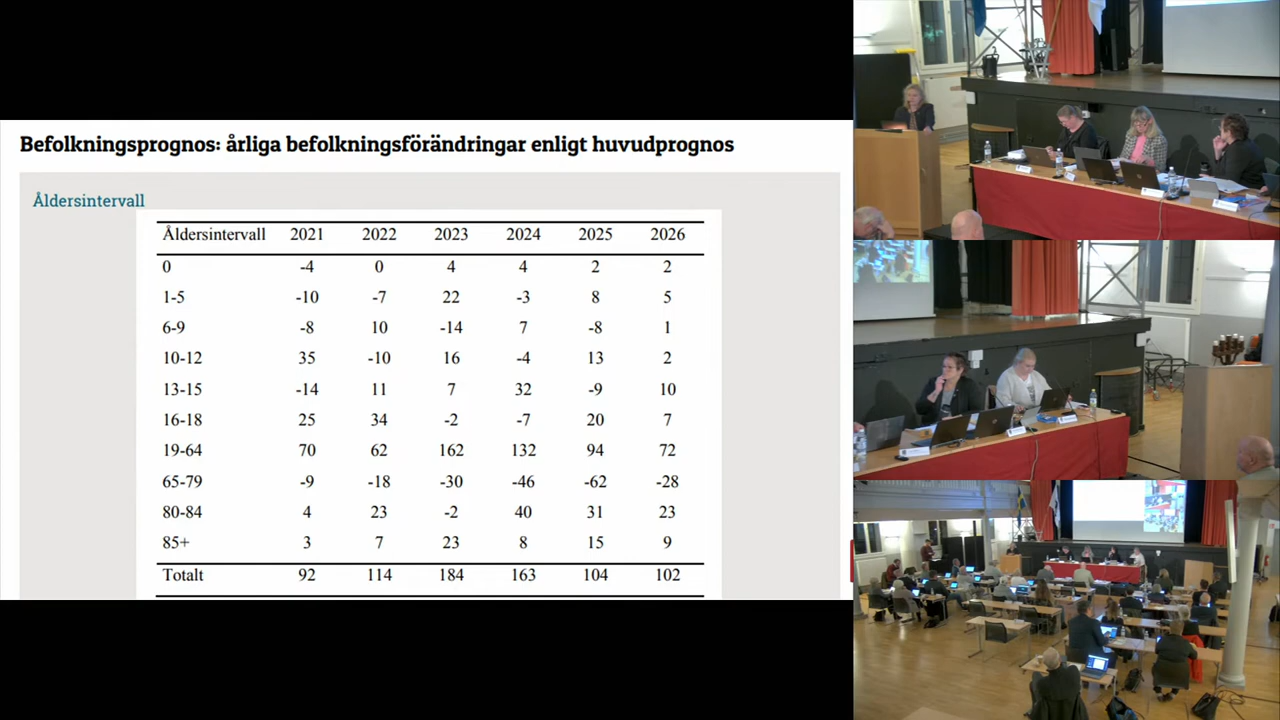 Befolkningsprognos: årliga befolkningsförändringar enligt huvudprognos
Åldersintervall
Åldersintervall 2021 2022 2023 2024 2025 2026
0 -4 0 4 4 2 2
1-5 -10 -7 22 -3 8 5
6-9 -8 10 -14 7 -8 1
10-12 35 -10 16 -4 13 2
13-15 -14 11 7 32 -9 10
16-18 25 34 -2 -7 20 7
19-64 70 62 162 132 94 72
65-79 -9 -18 -30 -46 -62 -28
80-84 4 23 -2 40 31 23
85+ 3 7 23 8 15 9
Totalt 92 114 184 163 104 102